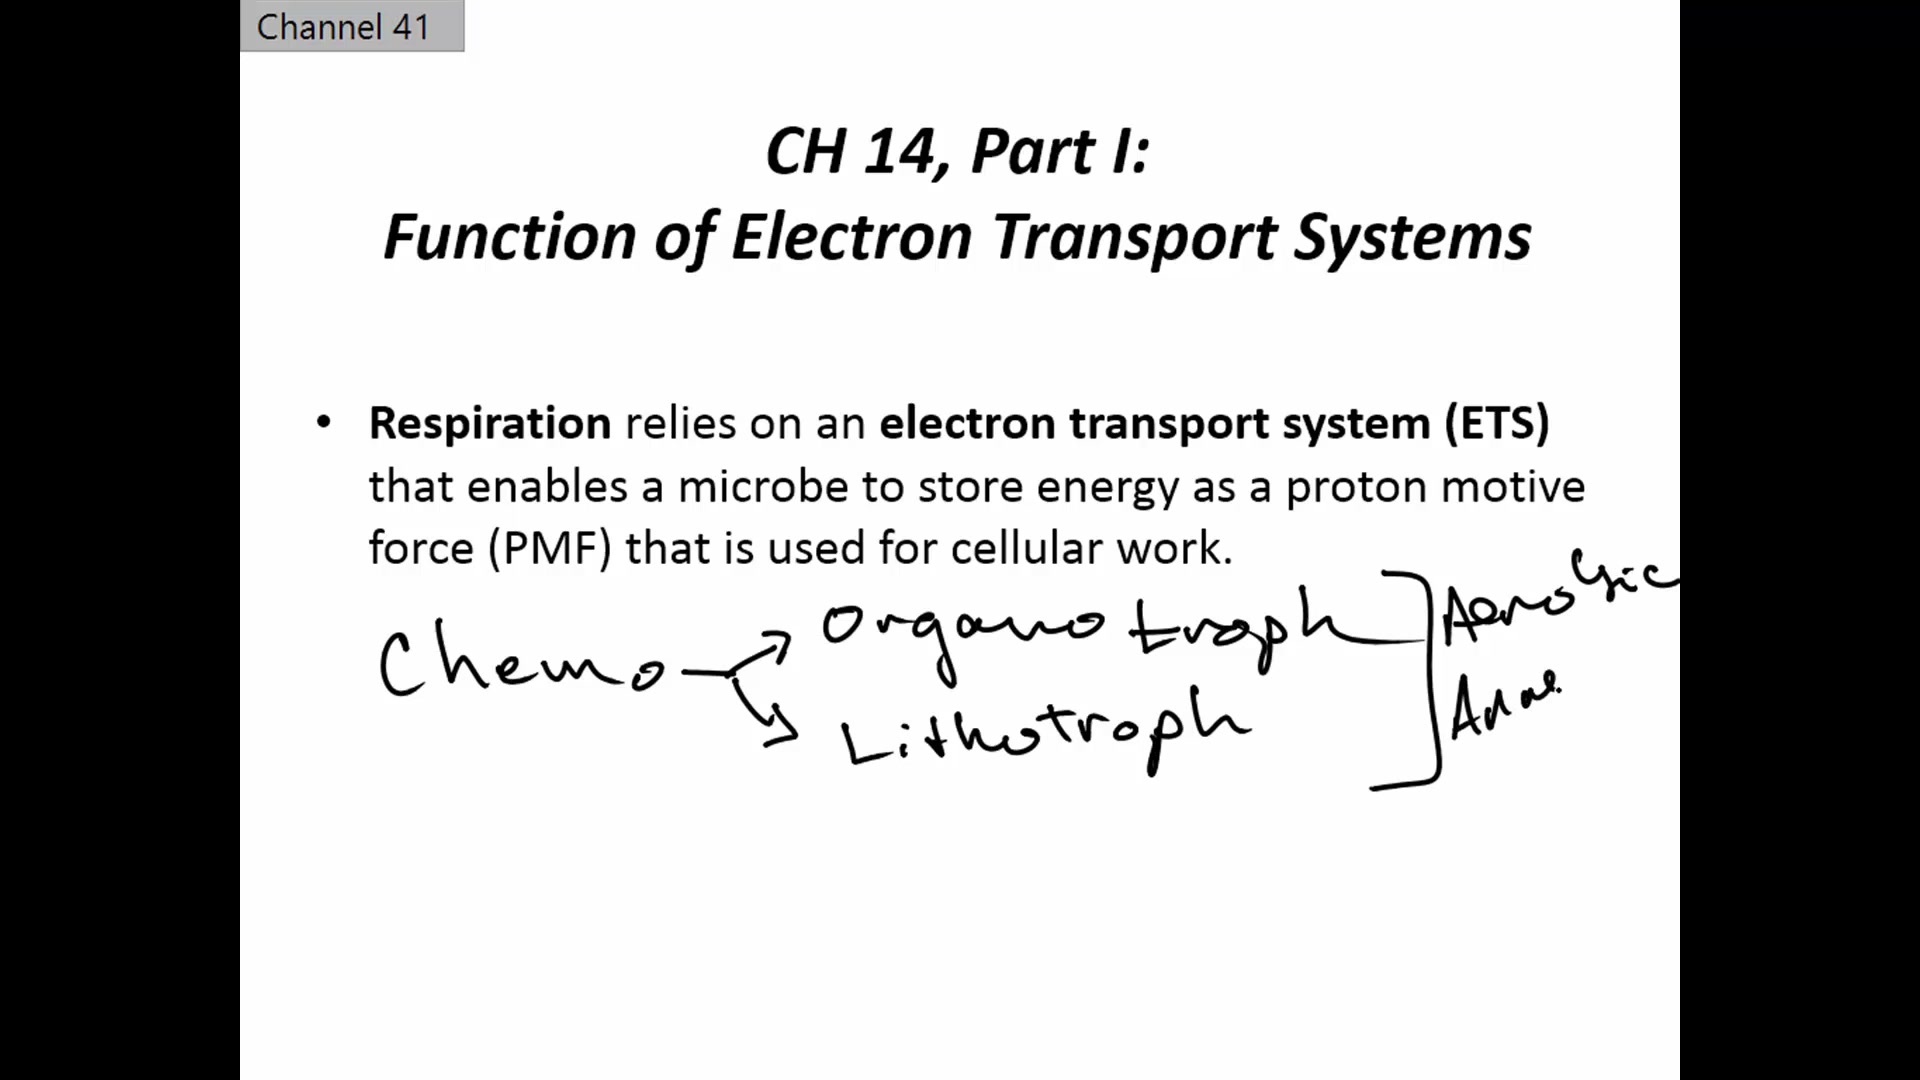 Channel 41
CH 14, Part I:
Function of Electron Transport Systems
• Respiration relies on an electron transport system (ETS)
that enables a microbe to store energy as a proton motive
force (PMF) that is used for cellular work.
Chemo
Organotroph
Lithotroph
Aerobic
Anae.